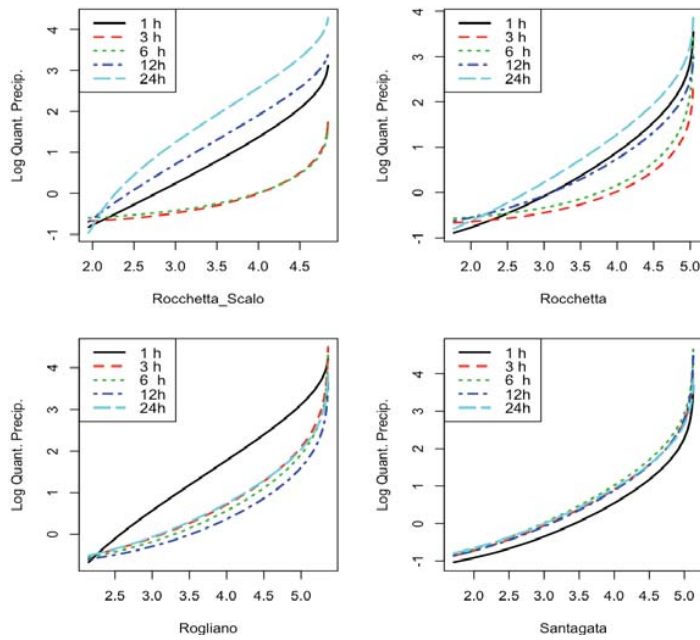 1 h
3 h
6 h
12h
24h
Log Quant. Precip.
4
3
2
1
0
-1
2.0 2.5 3.0 3.5 4.0 4.5
Rocchetta_Scalo
1 h
3 h
6 h
12h
24h
Log Quant. Precip.
4
3
2
1
0
-1
2.0 2.5 3.0 3.5 4.0 4.5 5.0
Rocchetta
1 h
3 h
6 h
12h
24h
Log Quant. Precip.
4
3
2
1
0
2.5 3.0 3.5 4.0 4.5 5.0
Rogliano
1 h
3 h
6 h
12h
24h
Log Quant. Precip.
4
3
2
1
0
-1
2.0 2.5 3.0 3.5 4.0 4.5 5.0
Santagata